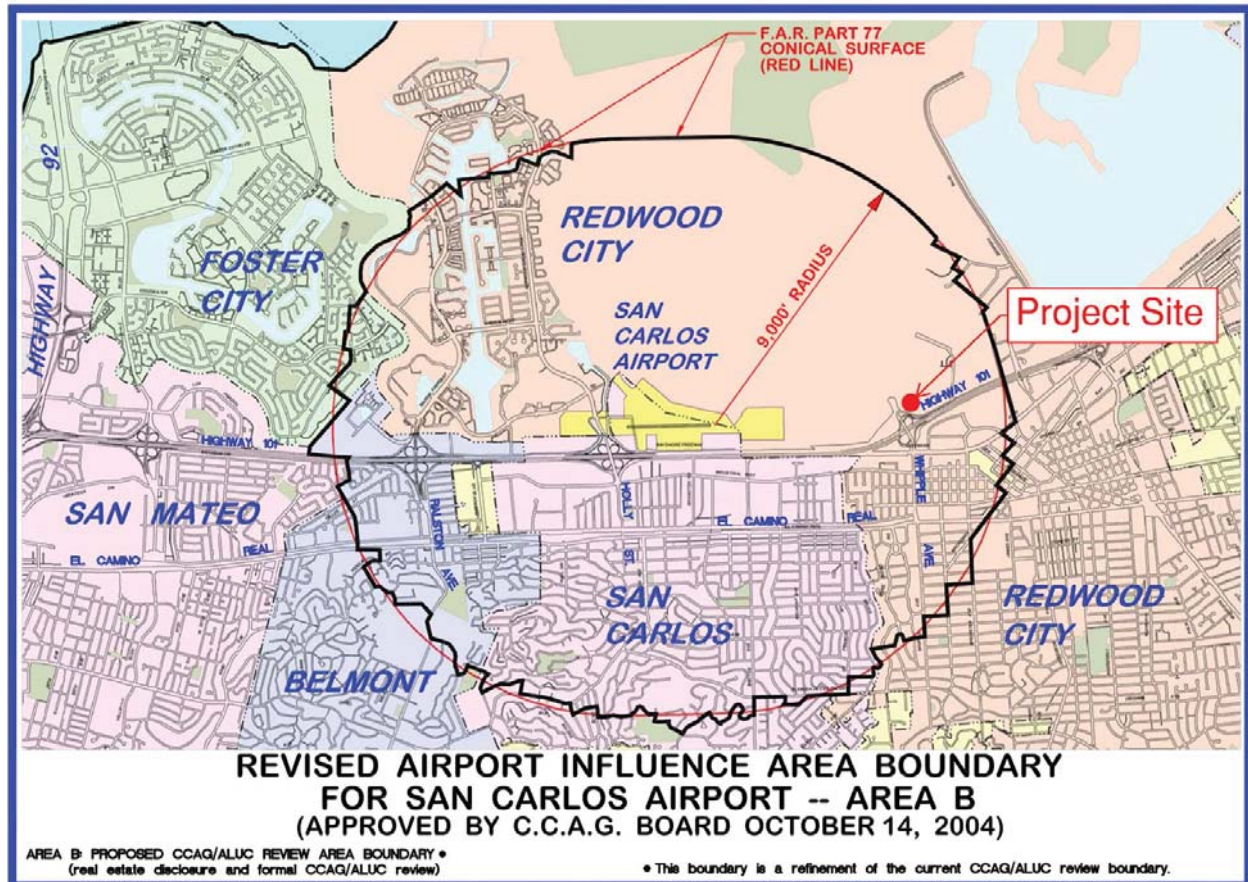 F.A.R. PART 77
CONICAL SURFACE
(RED LINE)
92
HIGHWAY
FOSTER
CITY
REDWOOD
CITY
SAN
CARLOS
AIRPORT
9,000' RADIUS
Project Site
HIGHWAY 101
BAYSHORE FREEWAY
HIGHWAY 101
SAN MATEO
EL CAMINO
REAL
RALSTON
AVE
HOLLY
ST.
EL CAMINO
REAL
WHIPPLE
AVE
SAN
CARLOS
REDWOOD
CITY
BELMONT
REVISED AIRPORT INFLUENCE AREA BOUNDARY
FOR SAN CARLOS AIRPORT -- AREA B
(APPROVED BY C.C.A.G. BOARD OCTOBER 14, 2004)
AREA B: PROPOSED CCAG/ALUC REVIEW AREA BOUNDARY •
(real estate disclosure and formal CCAG/ALUC review)
• This boundary is a refinement of the current CCAG/ALUC review boundary.